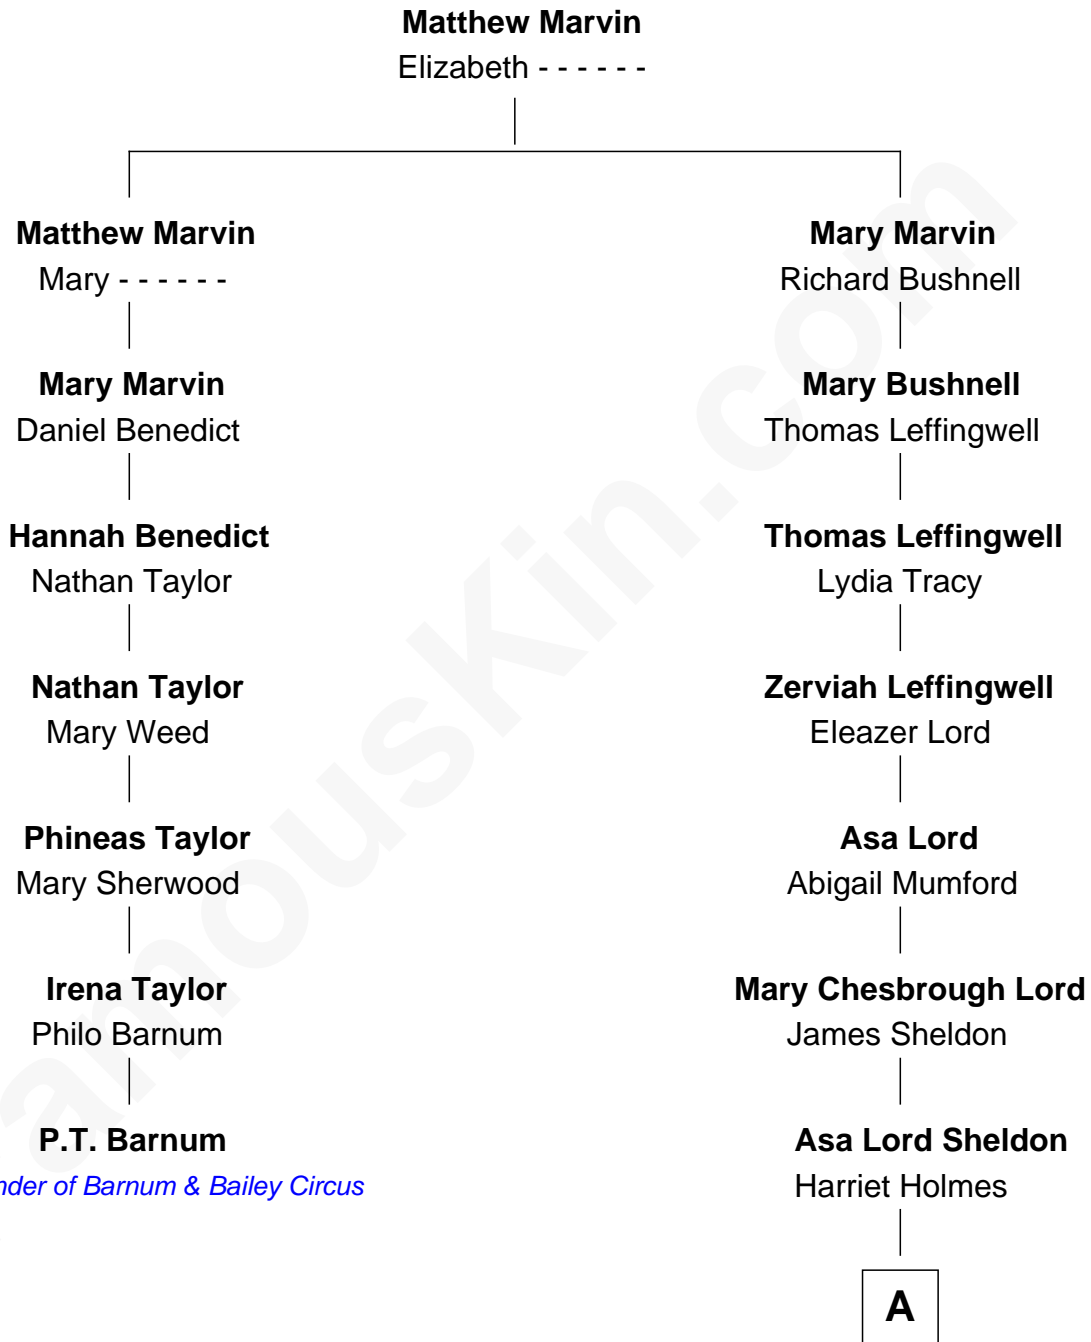 Matthew Marvin
Elizabeth - - - - - -
Matthew Marvin
Mary - - - - - -
Mary Marvin
Richard Bushnell
Mary Marvin
Daniel Benedict
Mary Bushnell
Thomas Leffingwell
Hannah Benedict
Nathan Taylor
Thomas Leffingwell
Lydia Tracy
Nathan Taylor
Mary Weed
Zerviah Leffingwell
Eleazer Lord
Phineas Taylor
Mary Sherwood
Asa Lord
Abigail Mumford
Irena Taylor
Philo Barnum
Mary Chesbrough Lord
James Sheldon
P.T. Barnum
nder of Barnum & Bailey Circus
Asa Lord Sheldon
Harriet Holmes
A
amouskin.com